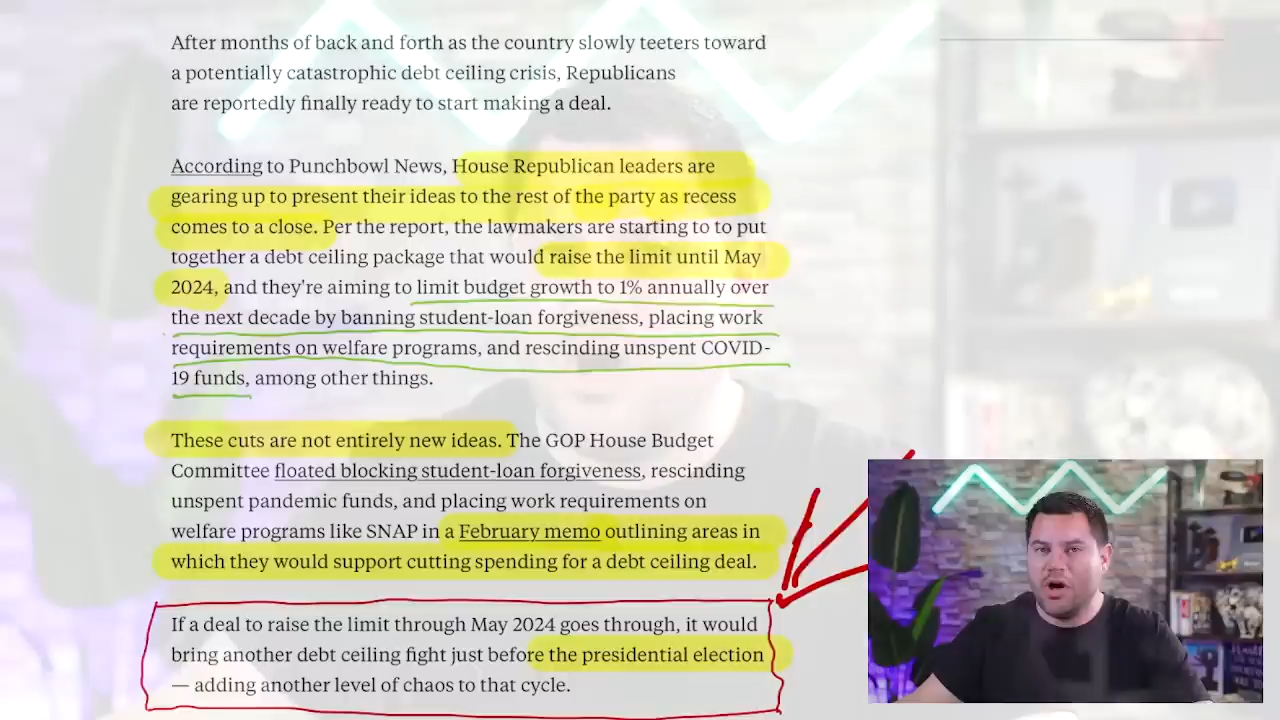 After months of back and forth as the country slowly teeters toward
a potentially catastrophic debt ceiling crisis, Republicans
are reportedly finally ready to start making a deal.
According to Punchbowl News, House Republican leaders are
gearing up to present their ideas to the rest of the party as recess
comes to a close. Per the report, the lawmakers are starting to to put
together a debt ceiling package that would raise the limit until May
2024, and they're aiming to limit budget growth to 1% annually over
the next decade by banning student-loan forgiveness, placing work
requirements on welfare programs, and rescinding unspent COVID-
19 funds, among other things.
These cuts are not entirely new ideas. The GOP House Budget
Committee floated blocking student-loan forgiveness, rescinding
unspent pandemic funds, and placing work requirements on
welfare programs like SNAP in a February memo outlining areas in
which they would support cutting spending for a debt ceiling deal.
If a deal to raise the limit through May 2024 goes through, it would
bring another debt ceiling fight just before the presidential election
— adding another level of chaos to that cycle.